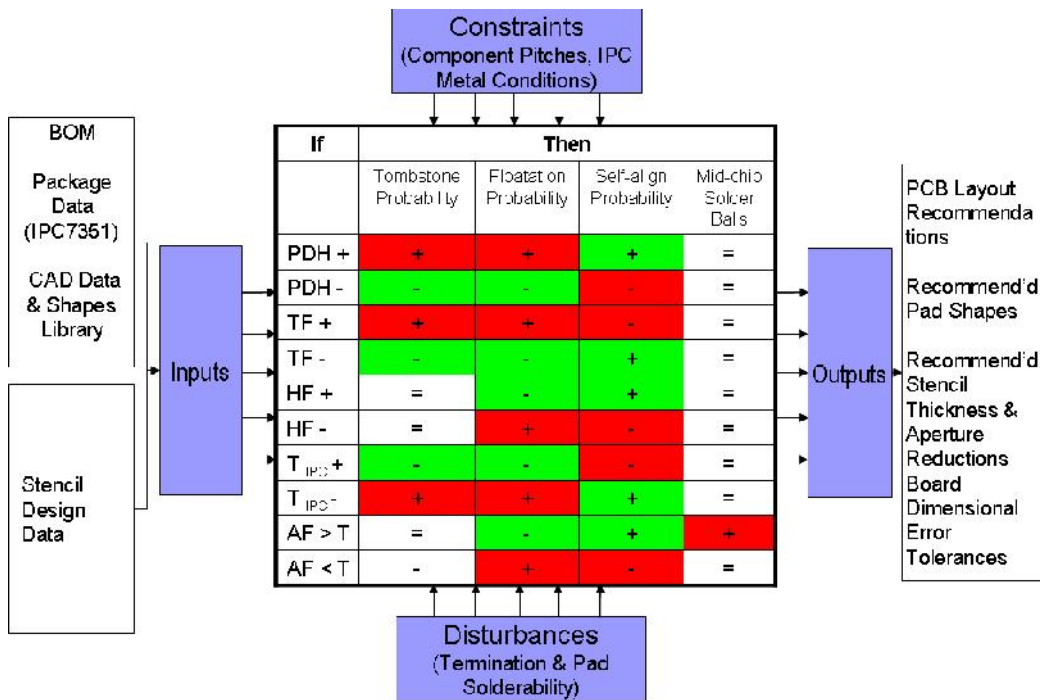 Constraints
(Component Pitches, IPC
Metal Conditions)
BOM
Package
Data
(IPC7351)
CAD Data
& Shapes
Library
Stencil
Design
Data
Inputs
If Then
Tombstone Floatation Self-align Mid-chip
Probability Probability Probability Solder
Balls
PDH + + + + =
PDH - - - - =
TF + + + - =
TF - - - + =
HF + = - + =
HF - = + - =
T IPC + - - - =
T IPC - + + + =
AF > T = - + +
AF < T - + - =
Outputs
PCB Layout
Recommenda
tions
Recommend'd
Pad Shapes
Recommend'd
Stencil
Thickness &
Aperture
Reductions
Board
Dimensional
Error
Tolerances
Disturbances
(Termination & Pad
Solderability)